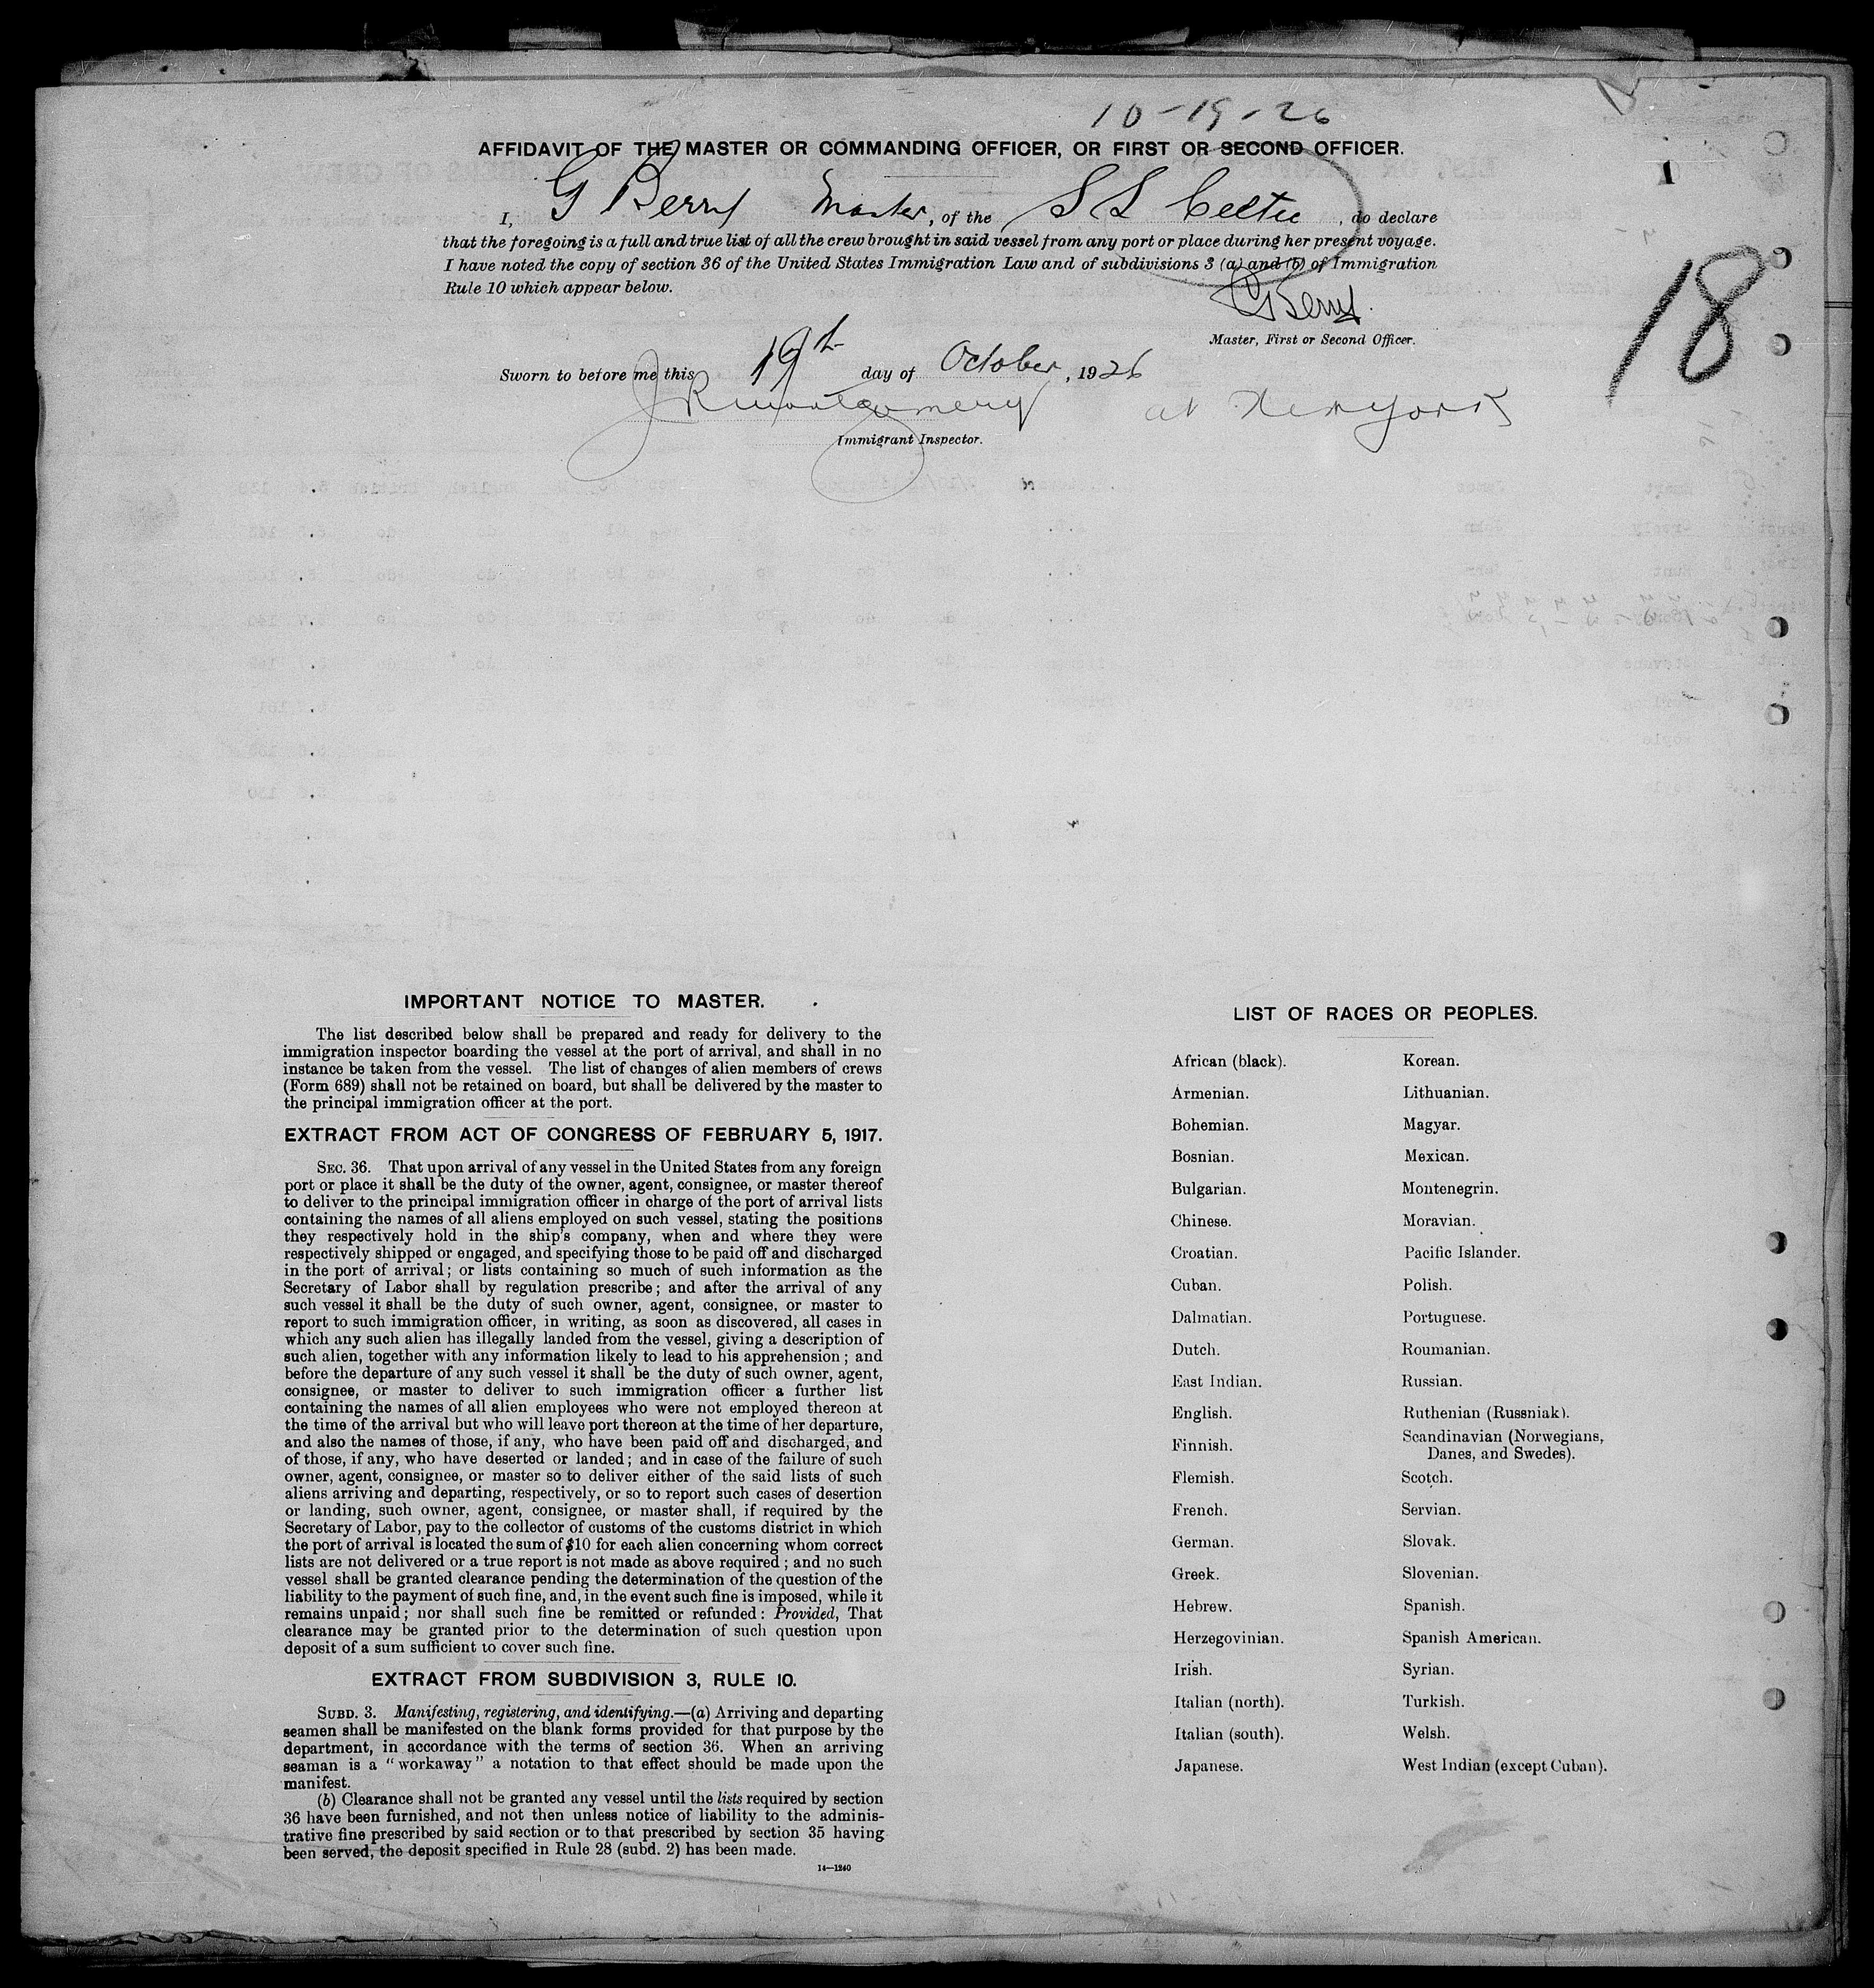 10-19-26
AFFIDAVIT OF THE MASTER OR COMMANDING OFFICER, OR FIRST OR SECOND OFFICER.
1
I, G Berry Master, of the S S Celtic, do declare
that the foregoing is a full and true list of all the crew brought in said vessel from any port or place during her present voyage.
I have noted the copy of section 36 of the United States Immigration Law and of subdivisions 3 (a) and (b) of Immigration
Rule 10 which appear below.
G Berry.
18
Master, First or Second Officer.
Sworn to before me this 19th day of October, 1926
J R Montgomery at New York
Immigrant Inspector.
IMPORTANT NOTICE TO MASTER.
The list described below shall be prepared and ready for delivery to the
immigration inspector boarding the vessel at the port of arrival, and shall in no
instance be taken from the vessel. The list of changes of alien members of crews
(Form 689) shall not be retained on board, but shall be delivered by the master to
the principal immigration officer at the port.
EXTRACT FROM ACT OF CONGRESS OF FEBRUARY 5, 1917.
SEC. 36. That upon arrival of any vessel in the United States from any foreign
port or place it shall be the duty of the owner, agent, consignee, or master thereof
to deliver to the principal immigration officer in charge of the port of arrival lists
containing the names of all aliens employed on such vessel, stating the positions
they respectively hold in the ship's company, when and where they were
respectively shipped or engaged, and specifying those to be paid off and discharged
in the port of arrival; or lists containing so much of such information as the
Secretary of Labor shall by regulation prescribe; and after the arrival of any
such vessel it shall be the duty of such owner, agent, consignee, or master to
report to such immigration officer, in writing, as soon as discovered, all cases in
which any such alien has illegally landed from the vessel, giving a description of
such alien, together with any information likely to lead to his apprehension; and
before the departure of any such vessel it shall be the duty of such owner, agent,
consignee, or master to deliver to such immigration officer a further list
containing the names of all alien employees who were not employed thereon at
the time of the arrival but who will leave port thereon at the time of her departure,
and also the names of those, if any, who have been paid off and discharged, and
of those, if any, who have deserted or landed; and in case of the failure of such
owner, agent, consignee, or master so to deliver either of the said lists of such
aliens arriving and departing, respectively, or so to report such cases of desertion
or landing, such owner, agent, consignee, or master shall, if required by the
Secretary of Labor, pay to the collector of customs of the customs district in which
the port of arrival is located the sum of $10 for each alien concerning whom correct
lists are not delivered or a true report is not made as above required; and no such
vessel shall be granted clearance pending the determination of the question of the
liability to the payment of such fine, and, in the event such fine is imposed, while it
remains unpaid; nor shall such fine be remitted or refunded: Provided, That
clearance may be granted prior to the determination of such question upon
deposit of a sum sufficient to cover such fine.
EXTRACT FROM SUBDIVISION 3, RULE 10.
SUBD. 3. Manifesting, registering, and identifying.—(a) Arriving and departing
seamen shall be manifested on the blank forms provided for that purpose by the
department, in accordance with the terms of section 36. When an arriving
seaman is a "workaway" a notation to that effect should be made upon the
manifest.
(b) Clearance shall not be granted any vessel until the lists required by section
36 have been furnished, and not then unless notice of liability to the adminis-
trative fine prescribed by said section or to that prescribed by section 35 having
been served, the deposit specified in Rule 28 (subd. 2) has been made.
14—1240
LIST OF RACES OR PEOPLES.
African (black).
Armenian.
Bohemian.
Bosnian.
Bulgarian.
Chinese.
Croatian.
Cuban.
Dalmatian.
Dutch.
East Indian.
English.
Finnish.
Flemish.
French.
German.
Greek.
Hebrew.
Herzegovinian.
Irish.
Italian (north).
Italian (south).
Japanese.
Korean.
Lithuanian.
Magyar.
Mexican.
Montenegrin.
Moravian.
Pacific Islander.
Polish.
Portuguese.
Roumanian.
Russian.
Ruthenian (Russniak).
Scandinavian (Norwegians,
Danes, and Swedes).
Scotch.
Servian.
Slovak.
Slovenian.
Spanish.
Spanish American.
Syrian.
Turkish.
Welsh.
West Indian (except Cuban).